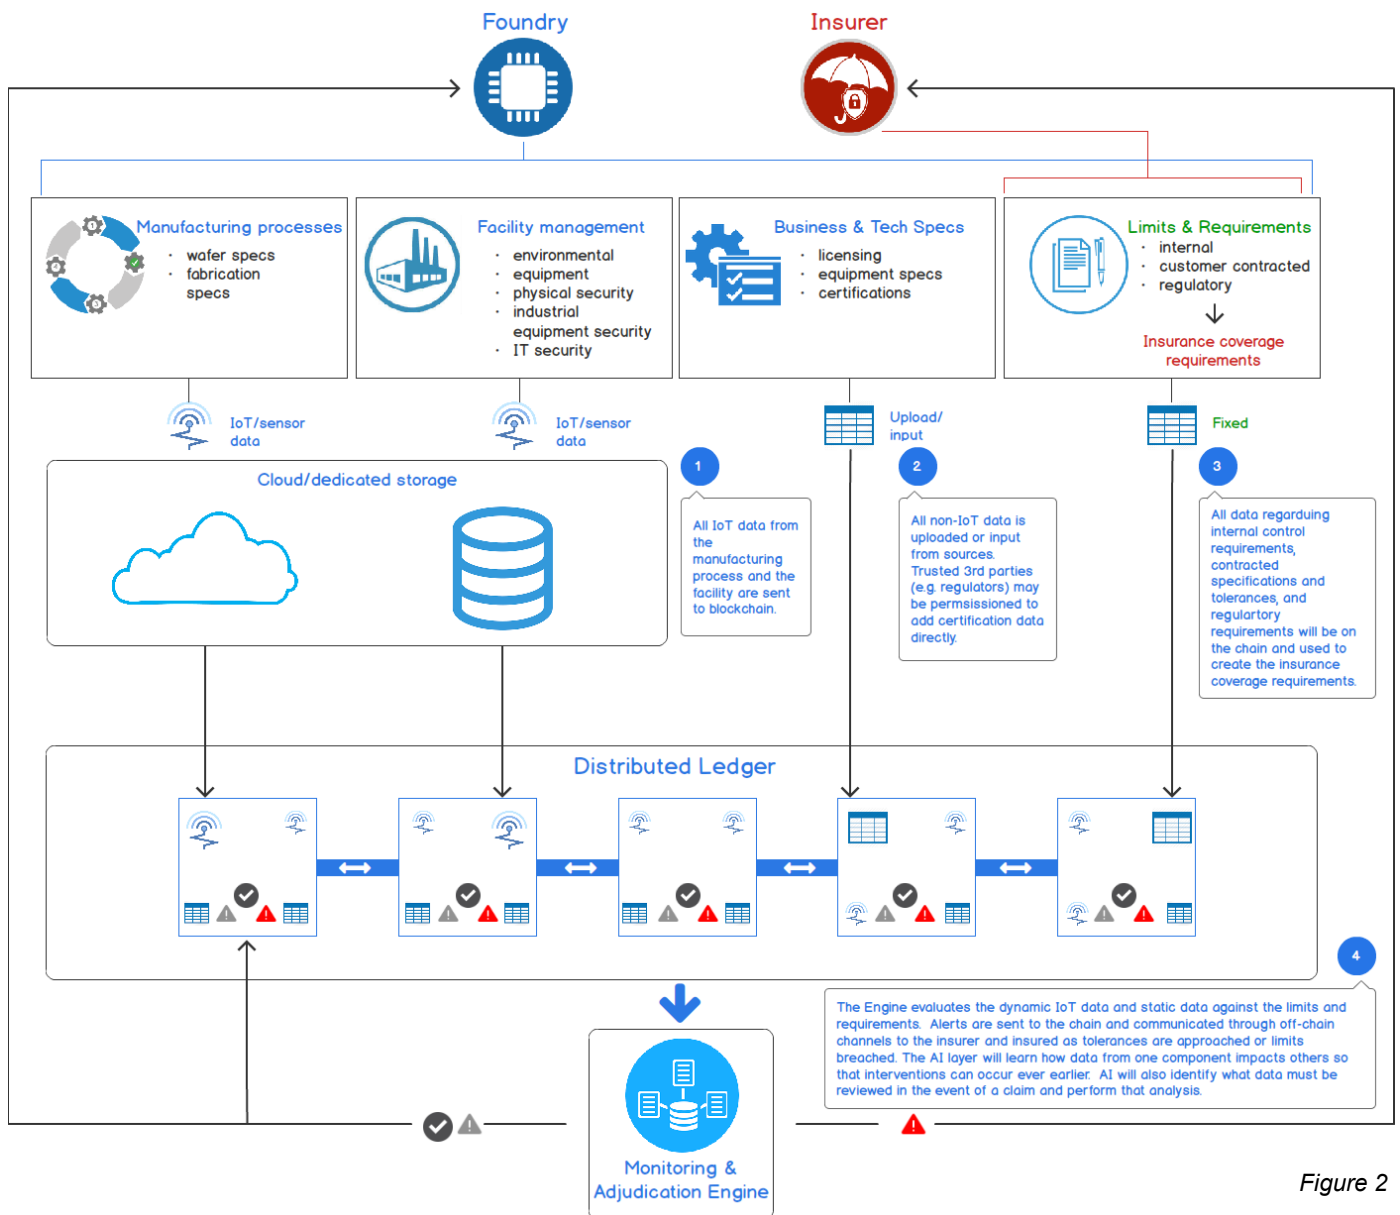 Foundry
Insurer
Manufacturing processes
· wafer specs
· fabrication
specs
Facility management
· environmental
· equipment
· physical security
· industrial
equipment security
· IT security
Business & Tech Specs
· licensing
· equipment specs
· certifications
Limits & Requirements
· internal
· customer contracted
· regulatory
Insurance coverage
requirements
IoT/sensor
data
IoT/sensor
data
Upload/
input
Fixed
Cloud/dedicated storage
1
All IoT data from
the
manufacturing
process and the
facility are sent
to blockchain.
2
All non-IoT data is
uploaded or input
from sources.
Trusted 3rd parties
(e.g. regulators) may
be permsissioned to
add certification data
directly.
3
All data regarduing
internal control
requirements,
contracted
specifications and
tolerances, and
regulartory
requirements will be on
the chain and used to
create the insurance
coverage requirements.
Distributed Ledger
4
The Engine evaluates the dynamic IoT data and static data against the limits and
requirements. Alerts are sent to the chain and communicated through off-chain
channels to the insurer and insured as tolerances are approached or limits
breached. The AI layer will learn how data from one component impacts others so
that interventions can occur ever earlier. AI will also identify what data must be
reviewed in the event of a claim and perform that analysis.
Monitoring &
Adjudication Engine
Figure 2